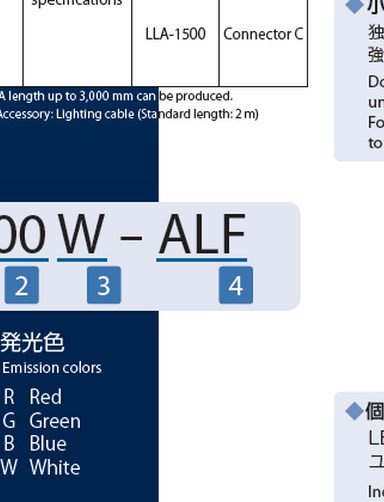 specifications
LLA-1500 Connector C
A length up to 3,000 mm can be produced.
Accessory: Lighting cable (Standard length: 2 m)
00 W – ALF
2 3 4
発光色
Emission colors
R Red
G Green
B Blue
W White
◆小
独
強
Do
un
Fo
to
◆個
LE
ユ
Inc